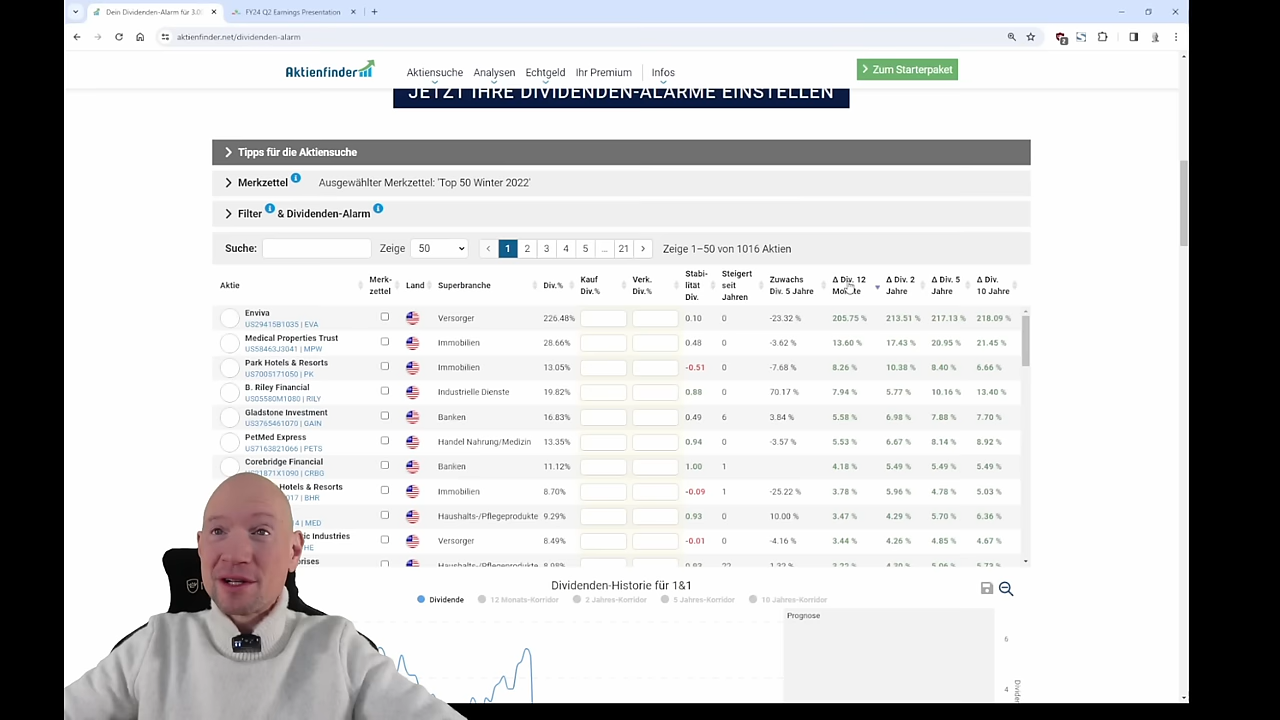 Dein Dividenden-Alarm für 3.0
FY24 Q2 Earnings Presentation
aktienfinder.net/dividenden-alarm
Aktienfinder
Aktiensuche Analysen Echtgeld Ihr Premium Infos
Zum Starterpaket
JETZT IHRE DIVIDENDEN-ALARME EINSTELLEN
Tipps für die Aktiensuche
Merkzettel Ausgewählter Merkzettel: 'Top 50 Winter 2022'
Filter & Dividenden-Alarm
Suche: Zeige 50 1 2 3 4 5 ... 21 Zeige 1–50 von 1016 Aktien
Aktie Merk-zettel Land Superbranche Div.% Kauf Div.% Verk. Div.% Stabi-lität Div. Steigert seit Jahren Zuwachs Div. 5 Jahre Δ Div. 12 Δ Div. 2 Jahre Δ Div. 5 Jahre Δ Div. 10 Jahre
Enviva
US29415B1035 | EVA Versorger 226.48% 0.10 0 -23.32 % 205.75 % 213.51 % 217.13 % 218.09 %
Medical Properties Trust
US58463J3041 | MPW Immobilien 28.66% 0.48 0 -3.62 % 13.60 % 17.43 % 20.95 % 21.45 %
Park Hotels & Resorts
US7005171050 | PK Immobilien 13.05% -0.51 0 -7.68 % 8.26 % 10.38 % 8.40 % 6.66 %
B. Riley Financial
US05580M1080 | RILY Industrielle Dienste 7.92% 0.88 0 70.17 % 7.94 % 5.77 % 10.16 % 13.40 %
Gladstone Investment
US3765461070 | GAIN Banken 16.83% 0.49 6 3.84 % 5.58 % 6.98 % 7.88 % 7.70 %
PetMed Express
US7163821066 | PETS Handel Nahrung/Medizin 13.35% 0.94 0 -3.57 % 5.53 % 6.67 % 8.14 % 8.92 %
Corebridge Financial
21871X1090 | CRBG Banken 11.12% 1.00 1 4.18 % 5.49 % 5.49 % 5.49 %
Hotels & Resorts
017 | BHR Immobilien 8.70% -0.09 1 -25.22 % 3.78 % 5.96 % 4.78 % 5.03 %
4 | MED Haushalts-/Pflegeprodukte 9.29% 0.93 0 10.00 % 3.47 % 4.29 % 5.70 % 6.36 %
ic Industries
HE Versorger 8.49% -0.01 0 -4.16 % 3.44 % 4.26 % 4.85 % 4.67 %
Dividenden-Historie für 1&1
Dividende 12 Monats-Korridor 2 Jahres-Korridor 5 Jahres-Korridor 10 Jahres-Korridor
Prognose
6
4